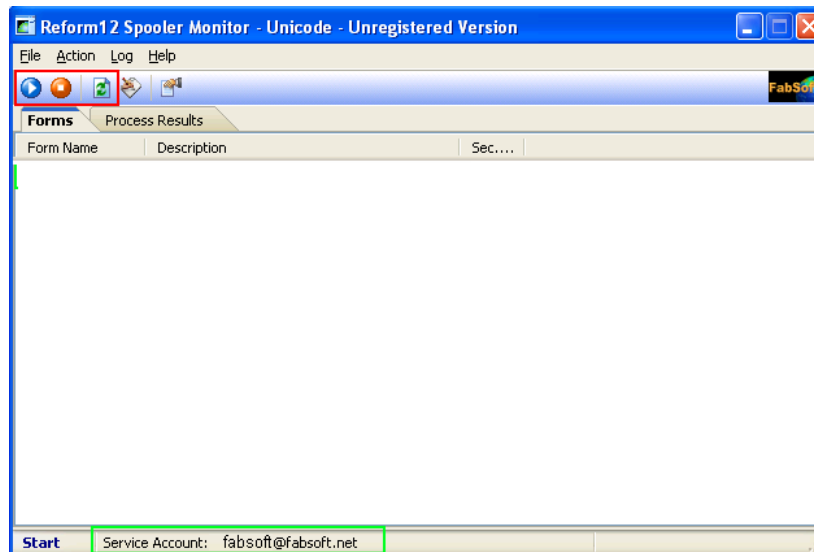 Reform12 Spooler Monitor - Unicode - Unregistered Version
File Action Log Help
FabSoft
Forms Process Results
Form Name Description Sec....
Start Service Account: fabsoft@fabsoft.net